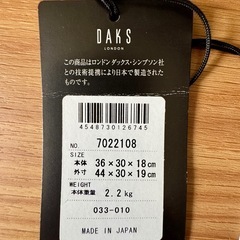 DAKS
LONDON
この商品はロンドン ダックス・シンプソン社
との技術提携により日本で製造された
ものです。
4548730126745
NO. 7022108
SIZE
本体 36×30×18㎝
外寸 44×30×19㎝
WEIGHT
本体重量 2.2kg
033-010
MADE IN JAPAN